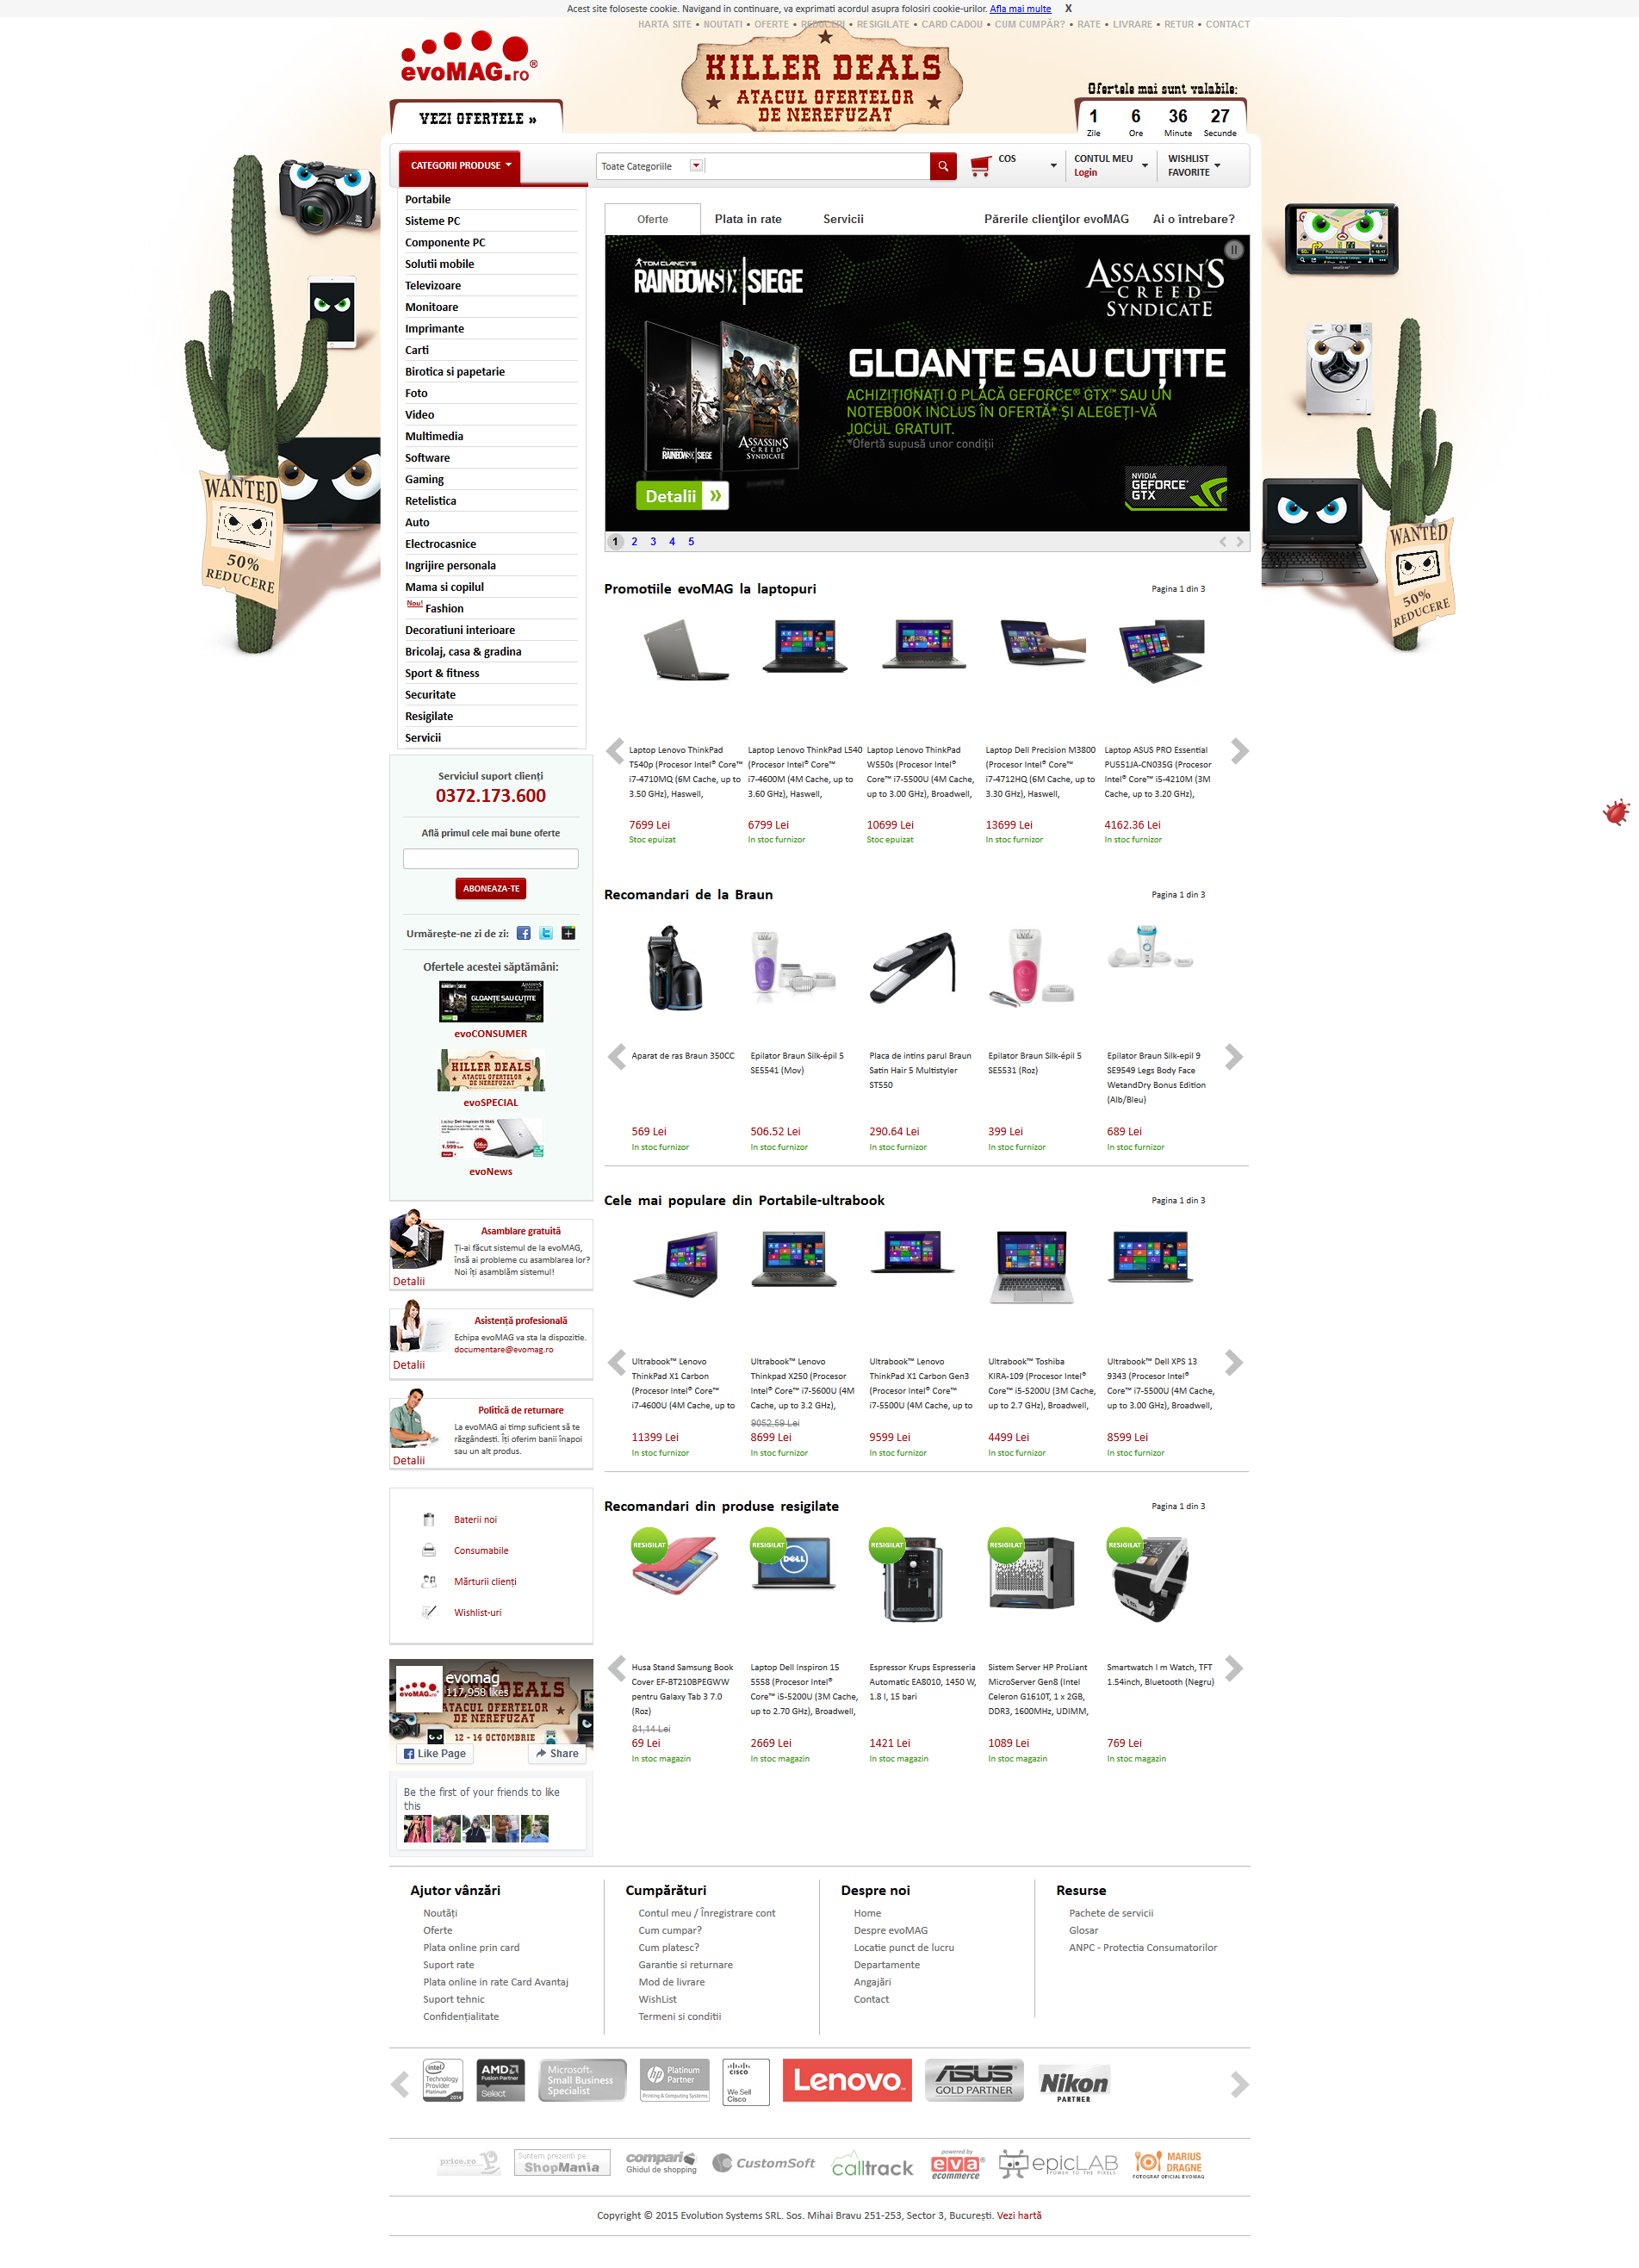 Acest site foloseste cookie. Navigand in continuare, va exprimati acordul asupra folosiri cookie-urilor. Afla mai multe X
HARTA SITE • NOUTATI • OFERTE • REDUCERI • RESIGILATE • CARD CADOU • CUM CUMPĂR? • RATE • LIVRARE • RETUR • CONTACT
evoMAG.ro®
KILLER DEALS
ATACUL OFERTELOR
DE NEREFUZAT
VEZI OFERTELE »
Ofertele mai sunt valabile:
1 6 36 27
Zile Ore Minute Secunde
CATEGORII PRODUSE
Toate Categoriile
COS
CONTUL MEU
Login
WISHLIST
FAVORITE
Portabile
Sisteme PC
Componente PC
Solutii mobile
Televizoare
Monitoare
Imprimante
Carti
Birotica si papetarie
Foto
Video
Multimedia
Software
Gaming
Retelistica
Auto
Electrocasnice
Ingrijire personala
Mama si copilul
Nou! Fashion
Decoratiuni interioare
Bricolaj, casa & gradina
Sport & fitness
Securitate
Resigilate
Servicii
WANTED
50%
REDUCERE
WANTED
50%
REDUCERE
Oferte Plata in rate Servicii Părerile clienţilor evoMAG Ai o întrebare?
TOM CLANCY'S
RAINBOW SIX | SIEGE
ASSASSIN'S
CREED
SYNDICATE
GLOANȚE SAU CUȚITE
ACHIZIȚIONAȚI O PLACĂ GEFORCE® GTX™ SAU UN
NOTEBOOK INCLUS ÎN OFERTĂ* ȘI ALEGEȚI-VĂ
JOCUL GRATUIT.
*Ofertă supusă unor condiții
RAINBOW SIX | SIEGE
ASSASSIN'S
CREED
SYNDICATE
Detalii »
NVIDIA
GEFORCE®
GTX
1 2 3 4 5
Promotiile evoMAG la laptopuri
Pagina 1 din 3
Laptop Lenovo ThinkPad
T540p (Procesor Intel® Core™
i7-4710MQ (6M Cache, up to
3.50 GHz), Haswell,
7699 Lei
Stoc epuizat
Laptop Lenovo ThinkPad L540
(Procesor Intel® Core™
i7-4600M (4M Cache, up to
3.60 GHz), Haswell,
6799 Lei
In stoc furnizor
Laptop Lenovo ThinkPad
W550s (Procesor Intel®
Core™ i7-5500U (4M Cache,
up to 3.00 GHz), Broadwell,
10699 Lei
Stoc epuizat
Laptop Dell Precision M3800
(Procesor Intel® Core™
i7-4712HQ (6M Cache, up to
3.30 GHz), Haswell,
13699 Lei
In stoc furnizor
Laptop ASUS PRO Essential
PU551JA-CN035G (Procesor
Intel® Core™ i5-4210M (3M
Cache, up to 3.20 GHz),
4162.36 Lei
In stoc furnizor
Serviciul suport clienți
0372.173.600
Află primul cele mai bune oferte
ABONEAZA-TE
Urmărește-ne zi de zi:
Ofertele acestei săptămâni:
GLOANȚE SAU CUȚITE
evoCONSUMER
KILLER DEALS
ATACUL OFERTELOR
DE NEREFUZAT
evoSPECIAL
evoNews
Recomandari de la Braun
Pagina 1 din 3
Aparat de ras Braun 350CC
569 Lei
In stoc furnizor
Epilator Braun Silk-épil 5
SE5541 (Mov)
506.52 Lei
In stoc furnizor
Placa de intins parul Braun
Satin Hair 5 Multistyler
ST550
290.64 Lei
In stoc furnizor
Epilator Braun Silk-épil 5
SE5531 (Roz)
399 Lei
In stoc furnizor
Epilator Braun Silk-epil 9
SE9549 Legs Body Face
WetandDry Bonus Edition
(Alb/Bleu)
689 Lei
In stoc furnizor
Cele mai populare din Portabile-ultrabook
Pagina 1 din 3
Ultrabook™ Lenovo
ThinkPad X1 Carbon
(Procesor Intel® Core™
i7-4600U (4M Cache, up to
11399 Lei
In stoc furnizor
Ultrabook™ Lenovo
Thinkpad X250 (Procesor
Intel® Core™ i7-5600U (4M
Cache, up to 3.2 GHz),
9052,59 Lei
8699 Lei
In stoc furnizor
Ultrabook™ Lenovo
ThinkPad X1 Carbon Gen3
(Procesor Intel® Core™
i7-5500U (4M Cache, up to
9599 Lei
In stoc furnizor
Ultrabook™ Toshiba
KIRA-109 (Procesor Intel®
Core™ i5-5200U (3M Cache,
up to 2.7 GHz), Broadwell,
4499 Lei
In stoc furnizor
Ultrabook™ Dell XPS 13
9343 (Procesor Intel®
Core™ i7-5500U (4M Cache,
up to 3.00 GHz), Broadwell,
8599 Lei
In stoc furnizor
Asamblare gratuită
Ți-ai făcut sistemul de la evoMAG,
însă ai probleme cu asamblarea lor?
Noi îți asamblăm sistemul!
Detalii
Asistență profesională
Echipa evoMAG va sta la dispozitie.
documentare@evomag.ro
Detalii
Politică de returnare
La evoMAG ai timp suficient să te
răzgândesti. Îți oferim banii înapoi
sau un alt produs.
Detalii
Baterii noi
Consumabile
Mărturii clienți
Wishlist-uri
Recomandari din produse resigilate
Pagina 1 din 3
RESIGILAT RESIGILAT RESIGILAT RESIGILAT RESIGILAT
Husa Stand Samsung Book
Cover EF-BT210BPEGWW
pentru Galaxy Tab 3 7.0
(Roz)
81,14 Lei
69 Lei
In stoc magazin
Laptop Dell Inspiron 15
5558 (Procesor Intel®
Core™ i5-5200U (3M Cache,
up to 2.70 GHz), Broadwell,
2669 Lei
In stoc magazin
Espressor Krups Espresseria
Automatic EA8010, 1450 W,
1.8 l, 15 bari
1421 Lei
In stoc magazin
Sistem Server HP ProLiant
MicroServer Gen8 (Intel
Celeron G1610T, 1 x 2GB,
DDR3, 1600MHz, UDIMM,
1089 Lei
In stoc magazin
Smartwatch I m Watch, TFT
1.54inch, Bluetooth (Negru)
769 Lei
In stoc magazin
evomag
117,958 likes
12 - 14 OCTOMBRIE
Like Page Share
Be the first of your friends to like
this
Ajutor vânzări
Noutăți
Oferte
Plata online prin card
Suport rate
Plata online in rate Card Avantaj
Suport tehnic
Confidențialitate
Cumpărături
Contul meu / Înregistrare cont
Cum cumpar?
Cum platesc?
Garantie si returnare
Mod de livrare
WishList
Termeni si conditii
Despre noi
Home
Despre evoMAG
Locatie punct de lucru
Departamente
Angajări
Contact
Resurse
Pachete de servicii
Glosar
ANPC - Protectia Consumatorilor
intel
Technology
Provider
Platinum
2014
AMD
Fusion Partner
Select
Microsoft
Small Business
Specialist
hp Platinum
Partner
Printing & Computing Systems
cisco
We Sell
Cisco
Lenovo
ASUS
GOLD PARTNER
Nikon
PARTNER
price.ro
Suntem prezenti pe
ShopMania
compari
Ghidul de shopping
CustomSoft
calltrack
powered by
eva
ecommerce
epicLAB
POWER TO THE PIXELS
MARIUS
DRAGNE
FOTOGRAF OFICIAL EVOMAG
Copyright © 2015 Evolution Systems SRL. Sos. Mihai Bravu 251-253, Sector 3, București. Vezi hartă